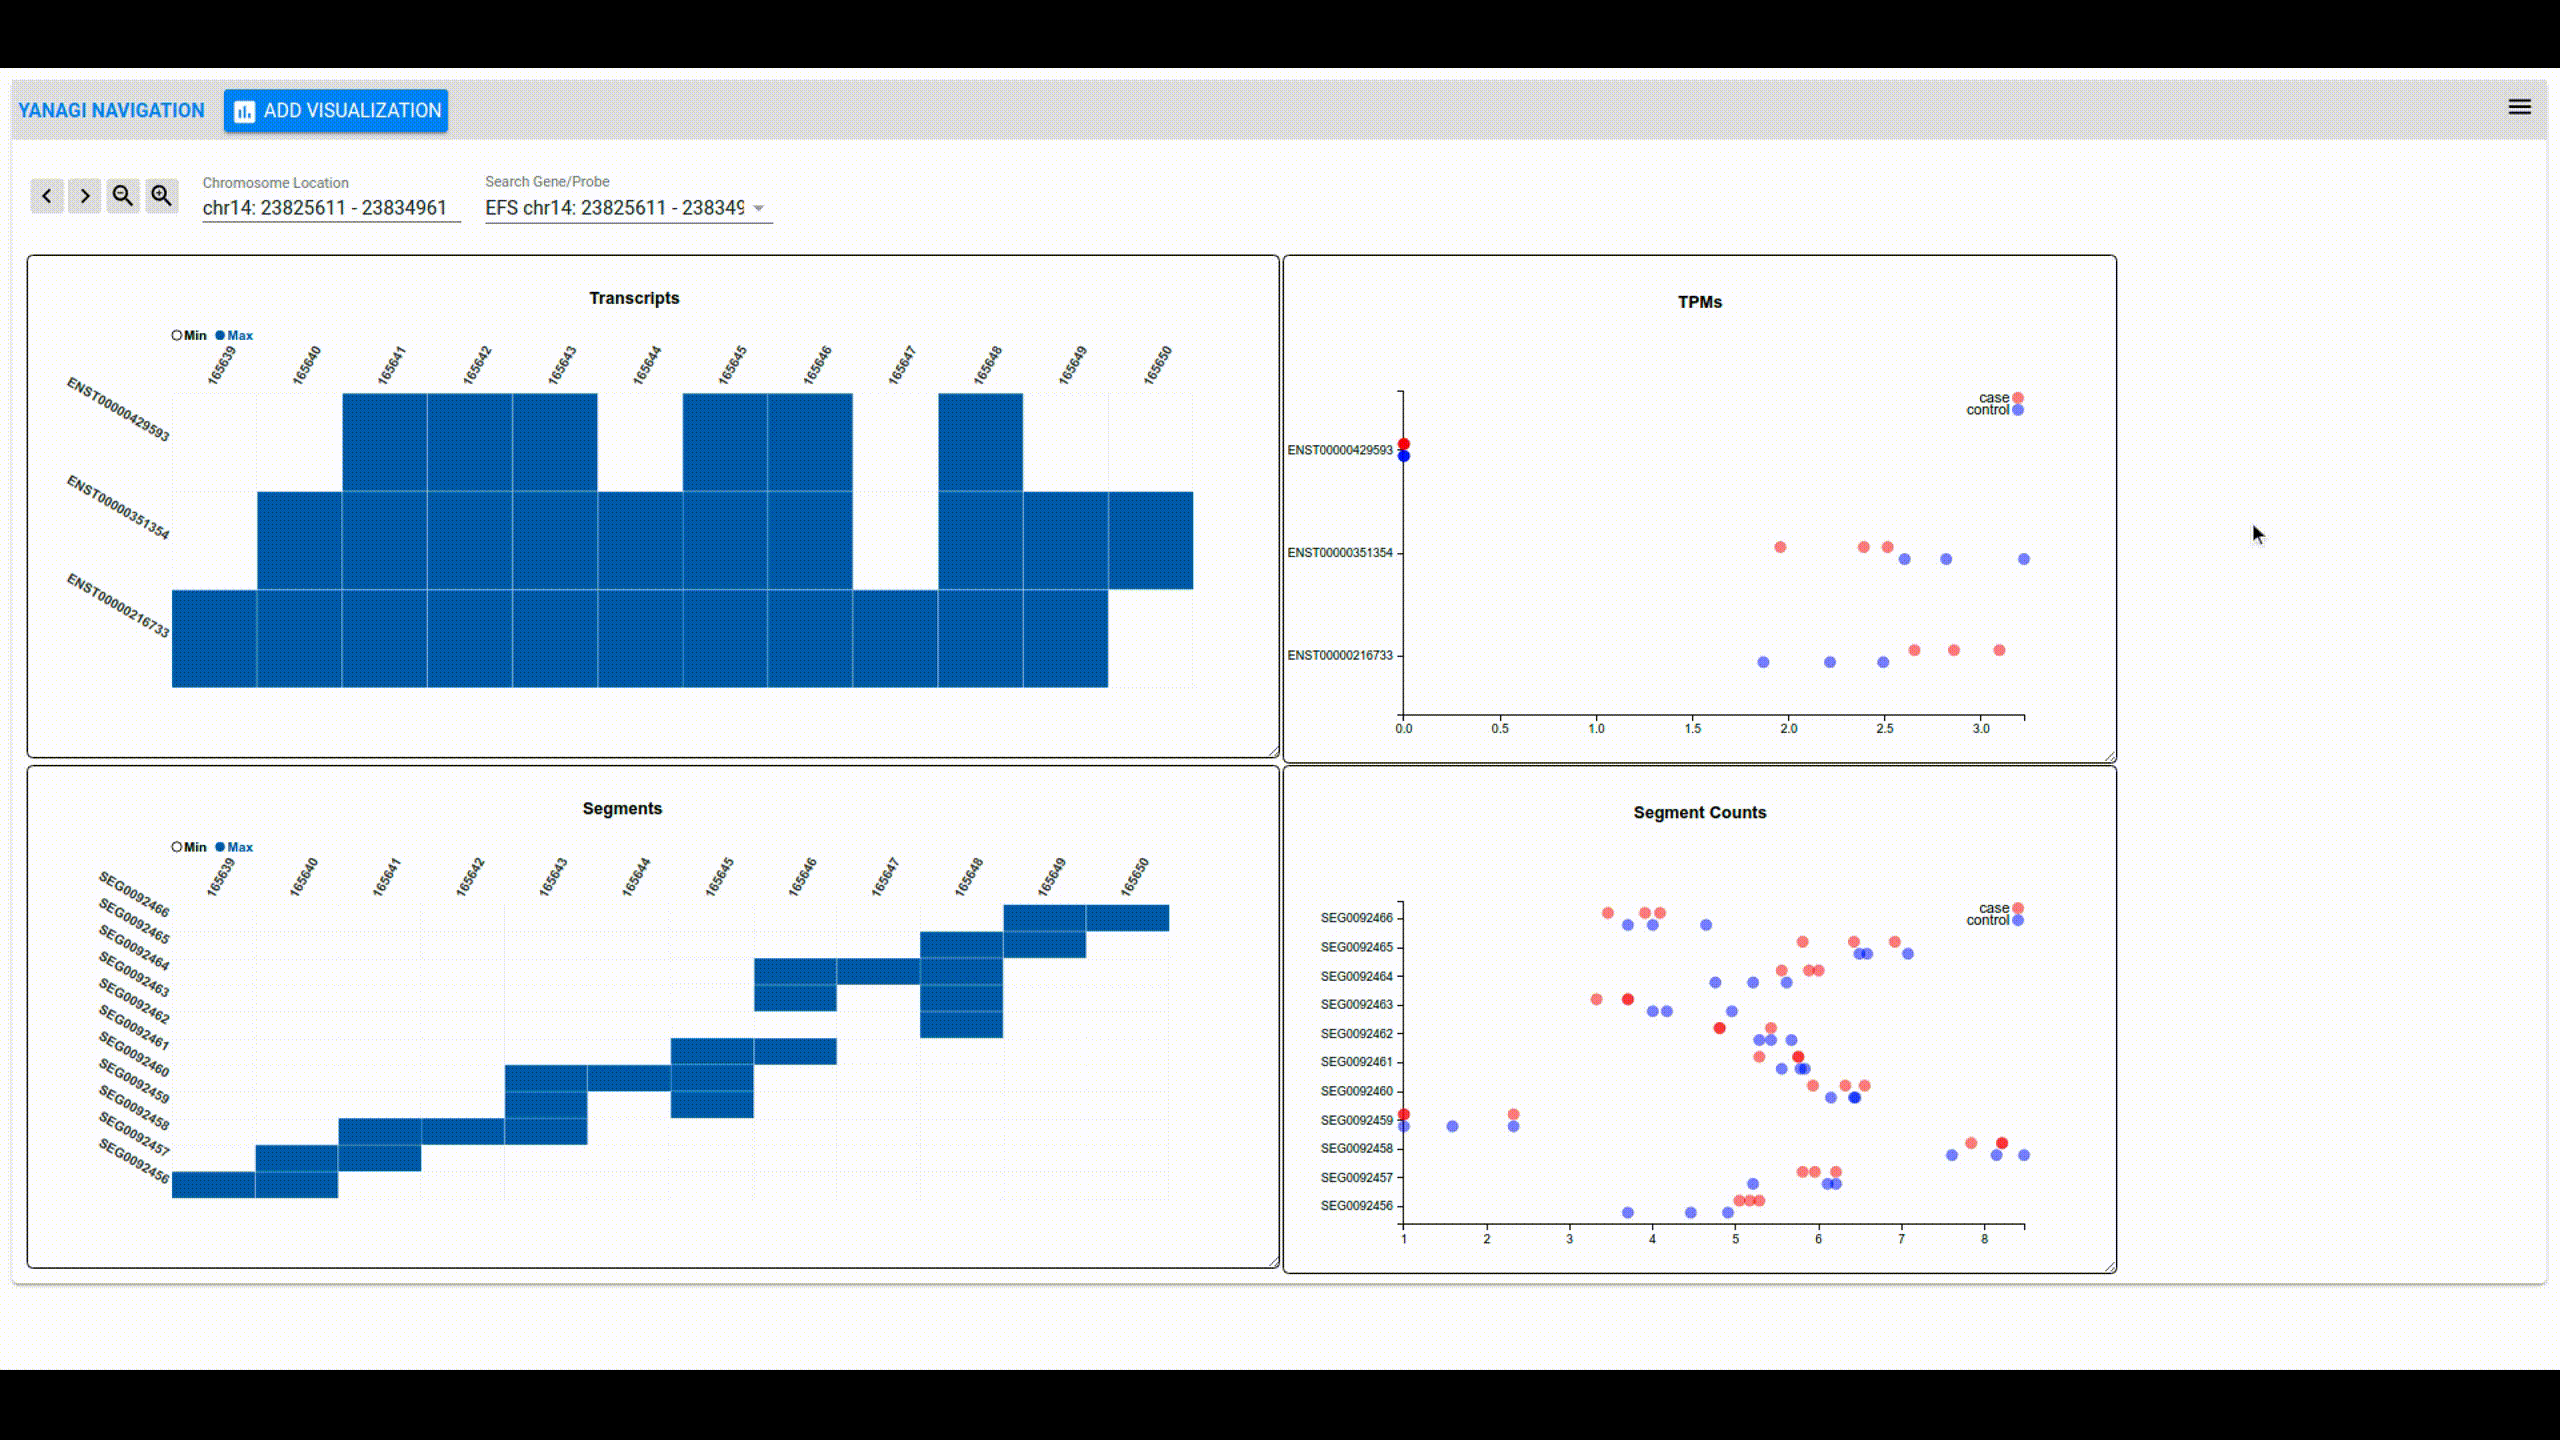 YANAGI NAVIGATION
ADD VISUALIZATION
Chromosome Location
chr14: 23825611 - 23834961
Search Gene/Probe
EFS chr14: 23825611 - 238349
Transcripts
Min Max
165639 165640 165641 165642 165643 165644 165645 165646 165647 165648 165649 165650
ENST00000429593
ENST00000351354
ENST00000216733
TPMs
case
control
ENST00000429593
ENST00000351354
ENST00000216733
0.0 0.5 1.0 1.5 2.0 2.5 3.0
Segments
Min Max
165639 165640 165641 165642 165643 165644 165645 165646 165647 165648 165649 165650
SEG0092466
SEG0092465
SEG0092464
SEG0092463
SEG0092462
SEG0092461
SEG0092460
SEG0092459
SEG0092458
SEG0092457
SEG0092456
Segment Counts
case
control
SEG0092466
SEG0092465
SEG0092464
SEG0092463
SEG0092462
SEG0092461
SEG0092460
SEG0092459
SEG0092458
SEG0092457
SEG0092456
1 2 3 4 5 6 7 8